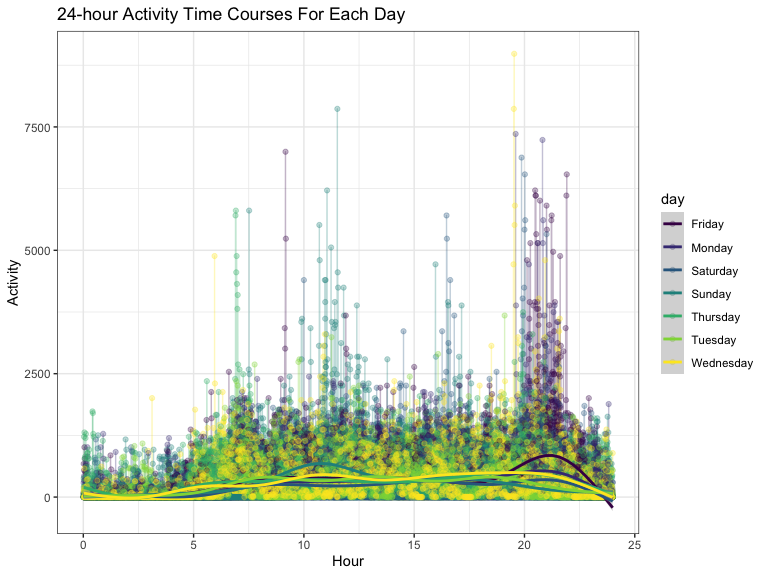 24-hour Activity Time Courses For Each Day
Activity
7500
5000
2500
0
0 5 10 15 20 25
Hour
day
Friday
Monday
Saturday
Sunday
Thursday
Tuesday
Wednesday